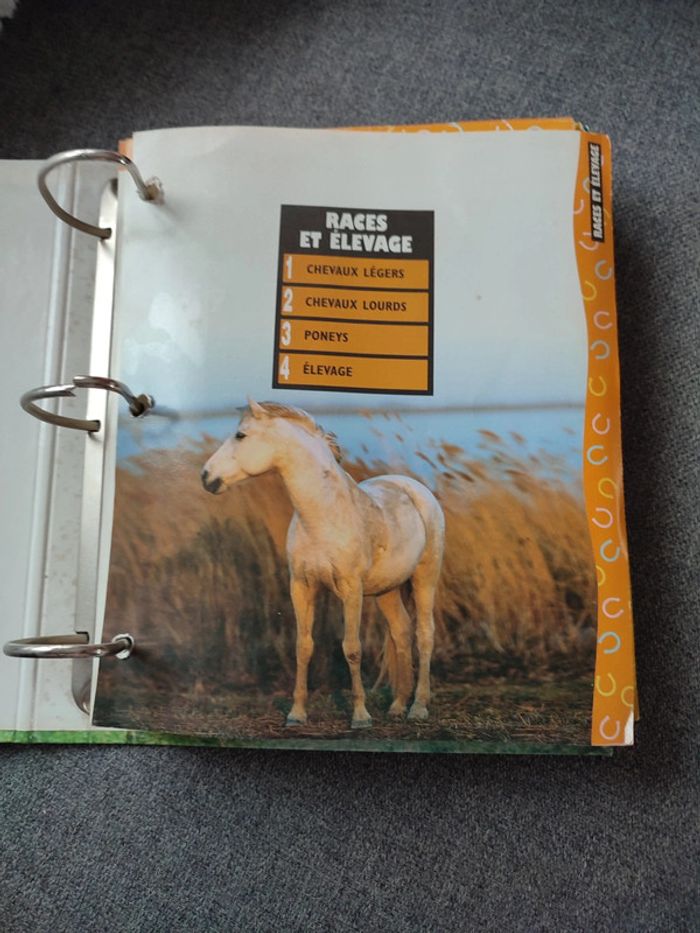 RACES
ET ÉLEVAGE
1 CHEVAUX LÉGERS
2 CHEVAUX LOURDS
3 PONEYS
4 ÉLEVAGE
RACES ET ÉLEVAGE